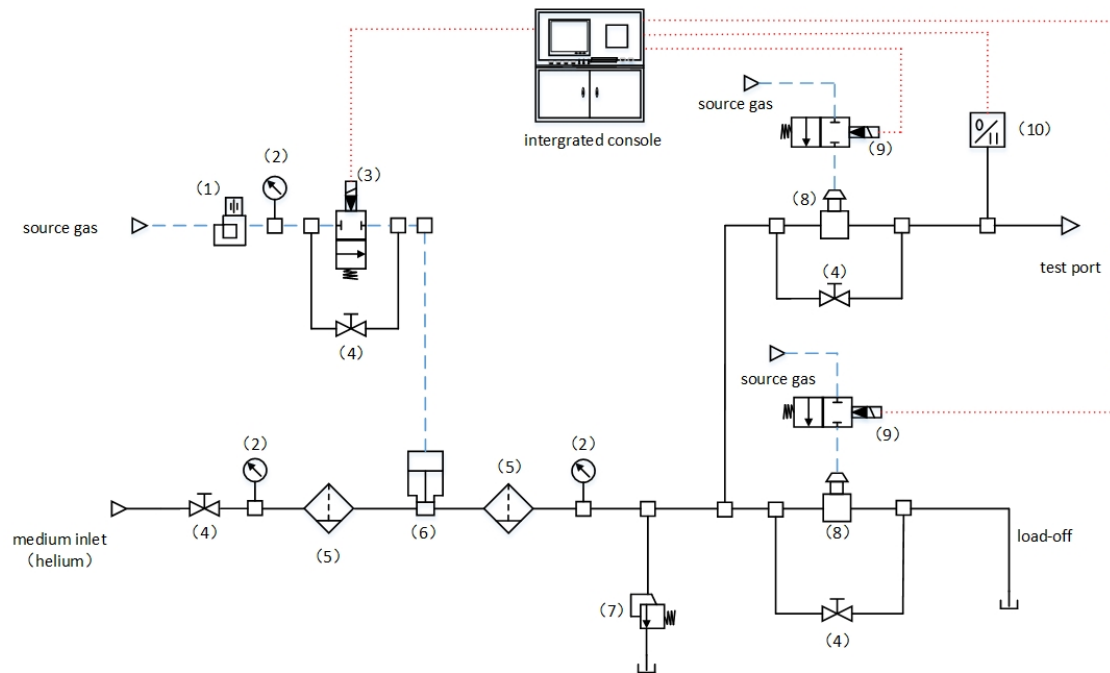 intergrated console
source gas
(9)
(10)
(2)
(3)
(1)
(8)
source gas
test port
(4)
(4)
source gas
(9)
(2)
(2)
(5)
(4)
(5)
(6)
(8)
medium inlet
(helium)
load-off
(7)
(4)